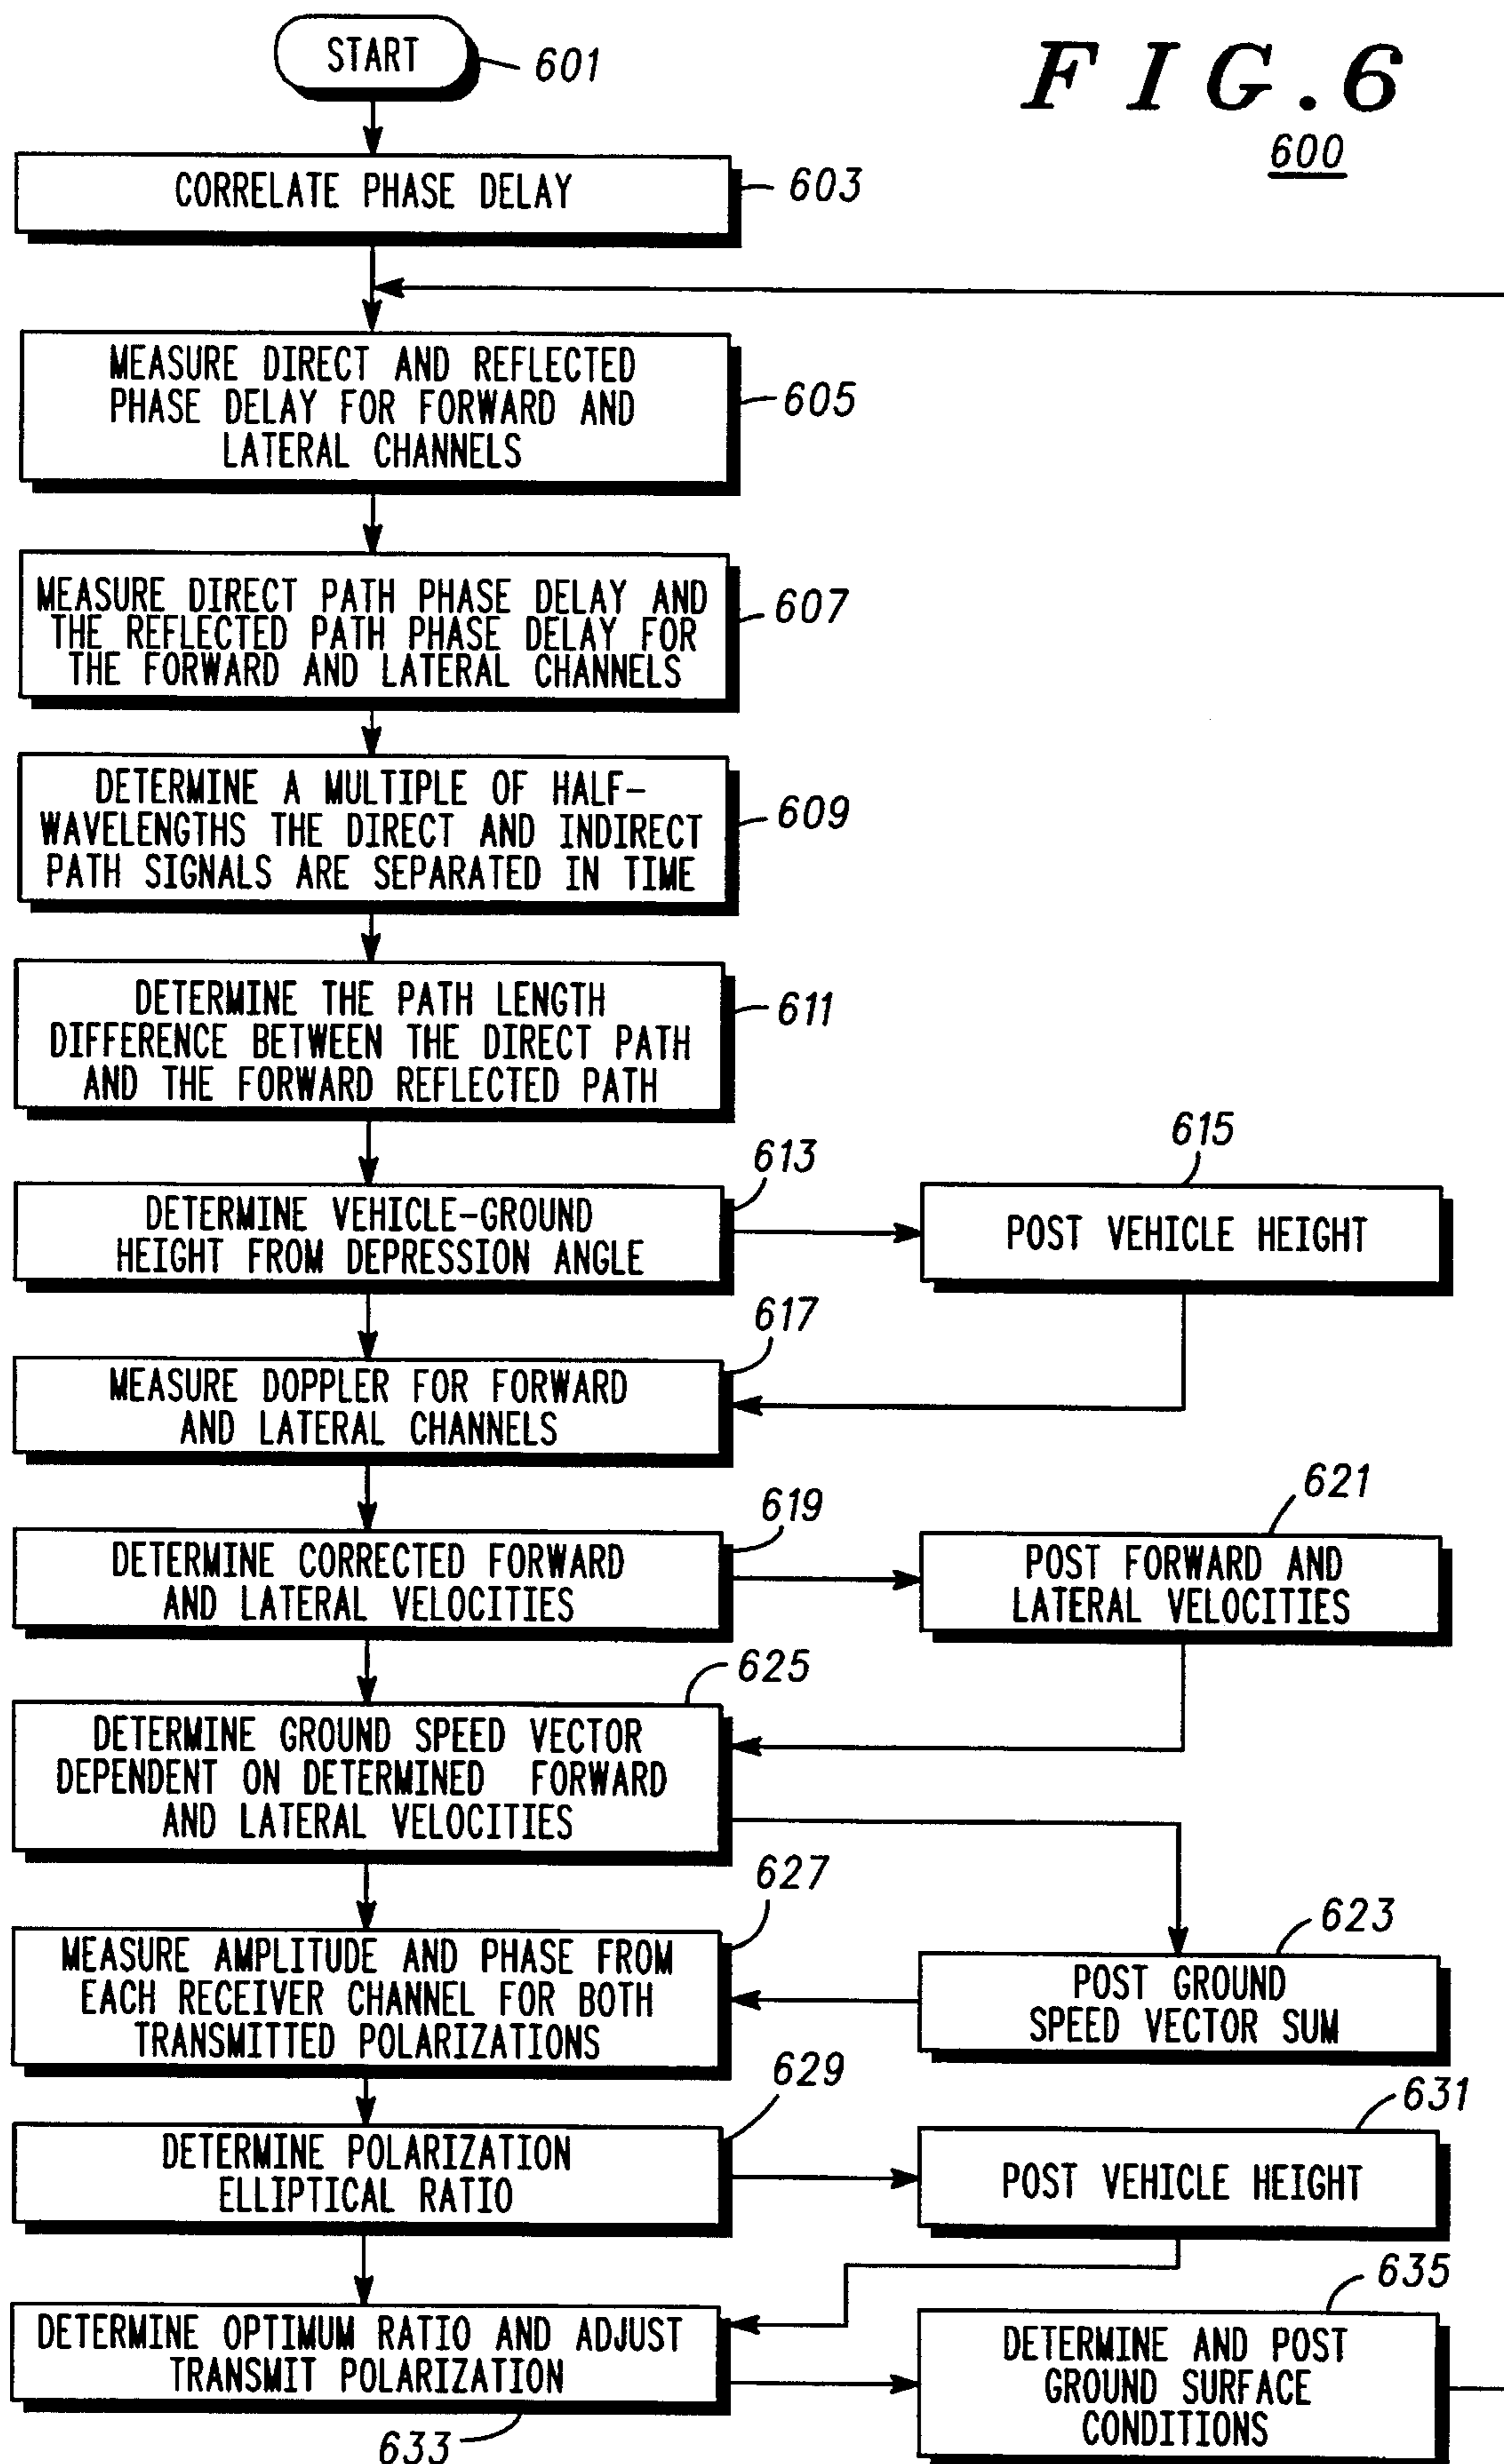 START
601
F I G . 6
600
CORRELATE PHASE DELAY
603
MEASURE DIRECT AND REFLECTED
PHASE DELAY FOR FORWARD AND
LATERAL CHANNELS
605
MEASURE DIRECT PATH PHASE DELAY AND
THE REFLECTED PATH PHASE DELAY FOR
THE FORWARD AND LATERAL CHANNELS
607
DETERMINE A MULTIPLE OF HALF-
WAVELENGTHS THE DIRECT AND INDIRECT
PATH SIGNALS ARE SEPARATED IN TIME
609
DETERMINE THE PATH LENGTH
DIFFERENCE BETWEEN THE DIRECT PATH
AND THE FORWARD REFLECTED PATH
611
DETERMINE VEHICLE-GROUND
HEIGHT FROM DEPRESSION ANGLE
613
POST VEHICLE HEIGHT
615
MEASURE DOPPLER FOR FORWARD
AND LATERAL CHANNELS
617
DETERMINE CORRECTED FORWARD
AND LATERAL VELOCITIES
619
POST FORWARD AND
LATERAL VELOCITIES
621
DETERMINE GROUND SPEED VECTOR
DEPENDENT ON DETERMINED FORWARD
AND LATERAL VELOCITIES
625
MEASURE AMPLITUDE AND PHASE FROM
EACH RECEIVER CHANNEL FOR BOTH
TRANSMITTED POLARIZATIONS
627
POST GROUND
SPEED VECTOR SUM
623
DETERMINE POLARIZATION
ELLIPTICAL RATIO
629
POST VEHICLE HEIGHT
631
DETERMINE OPTIMUM RATIO AND ADJUST
TRANSMIT POLARIZATION
633
DETERMINE AND POST
GROUND SURFACE
CONDITIONS
635